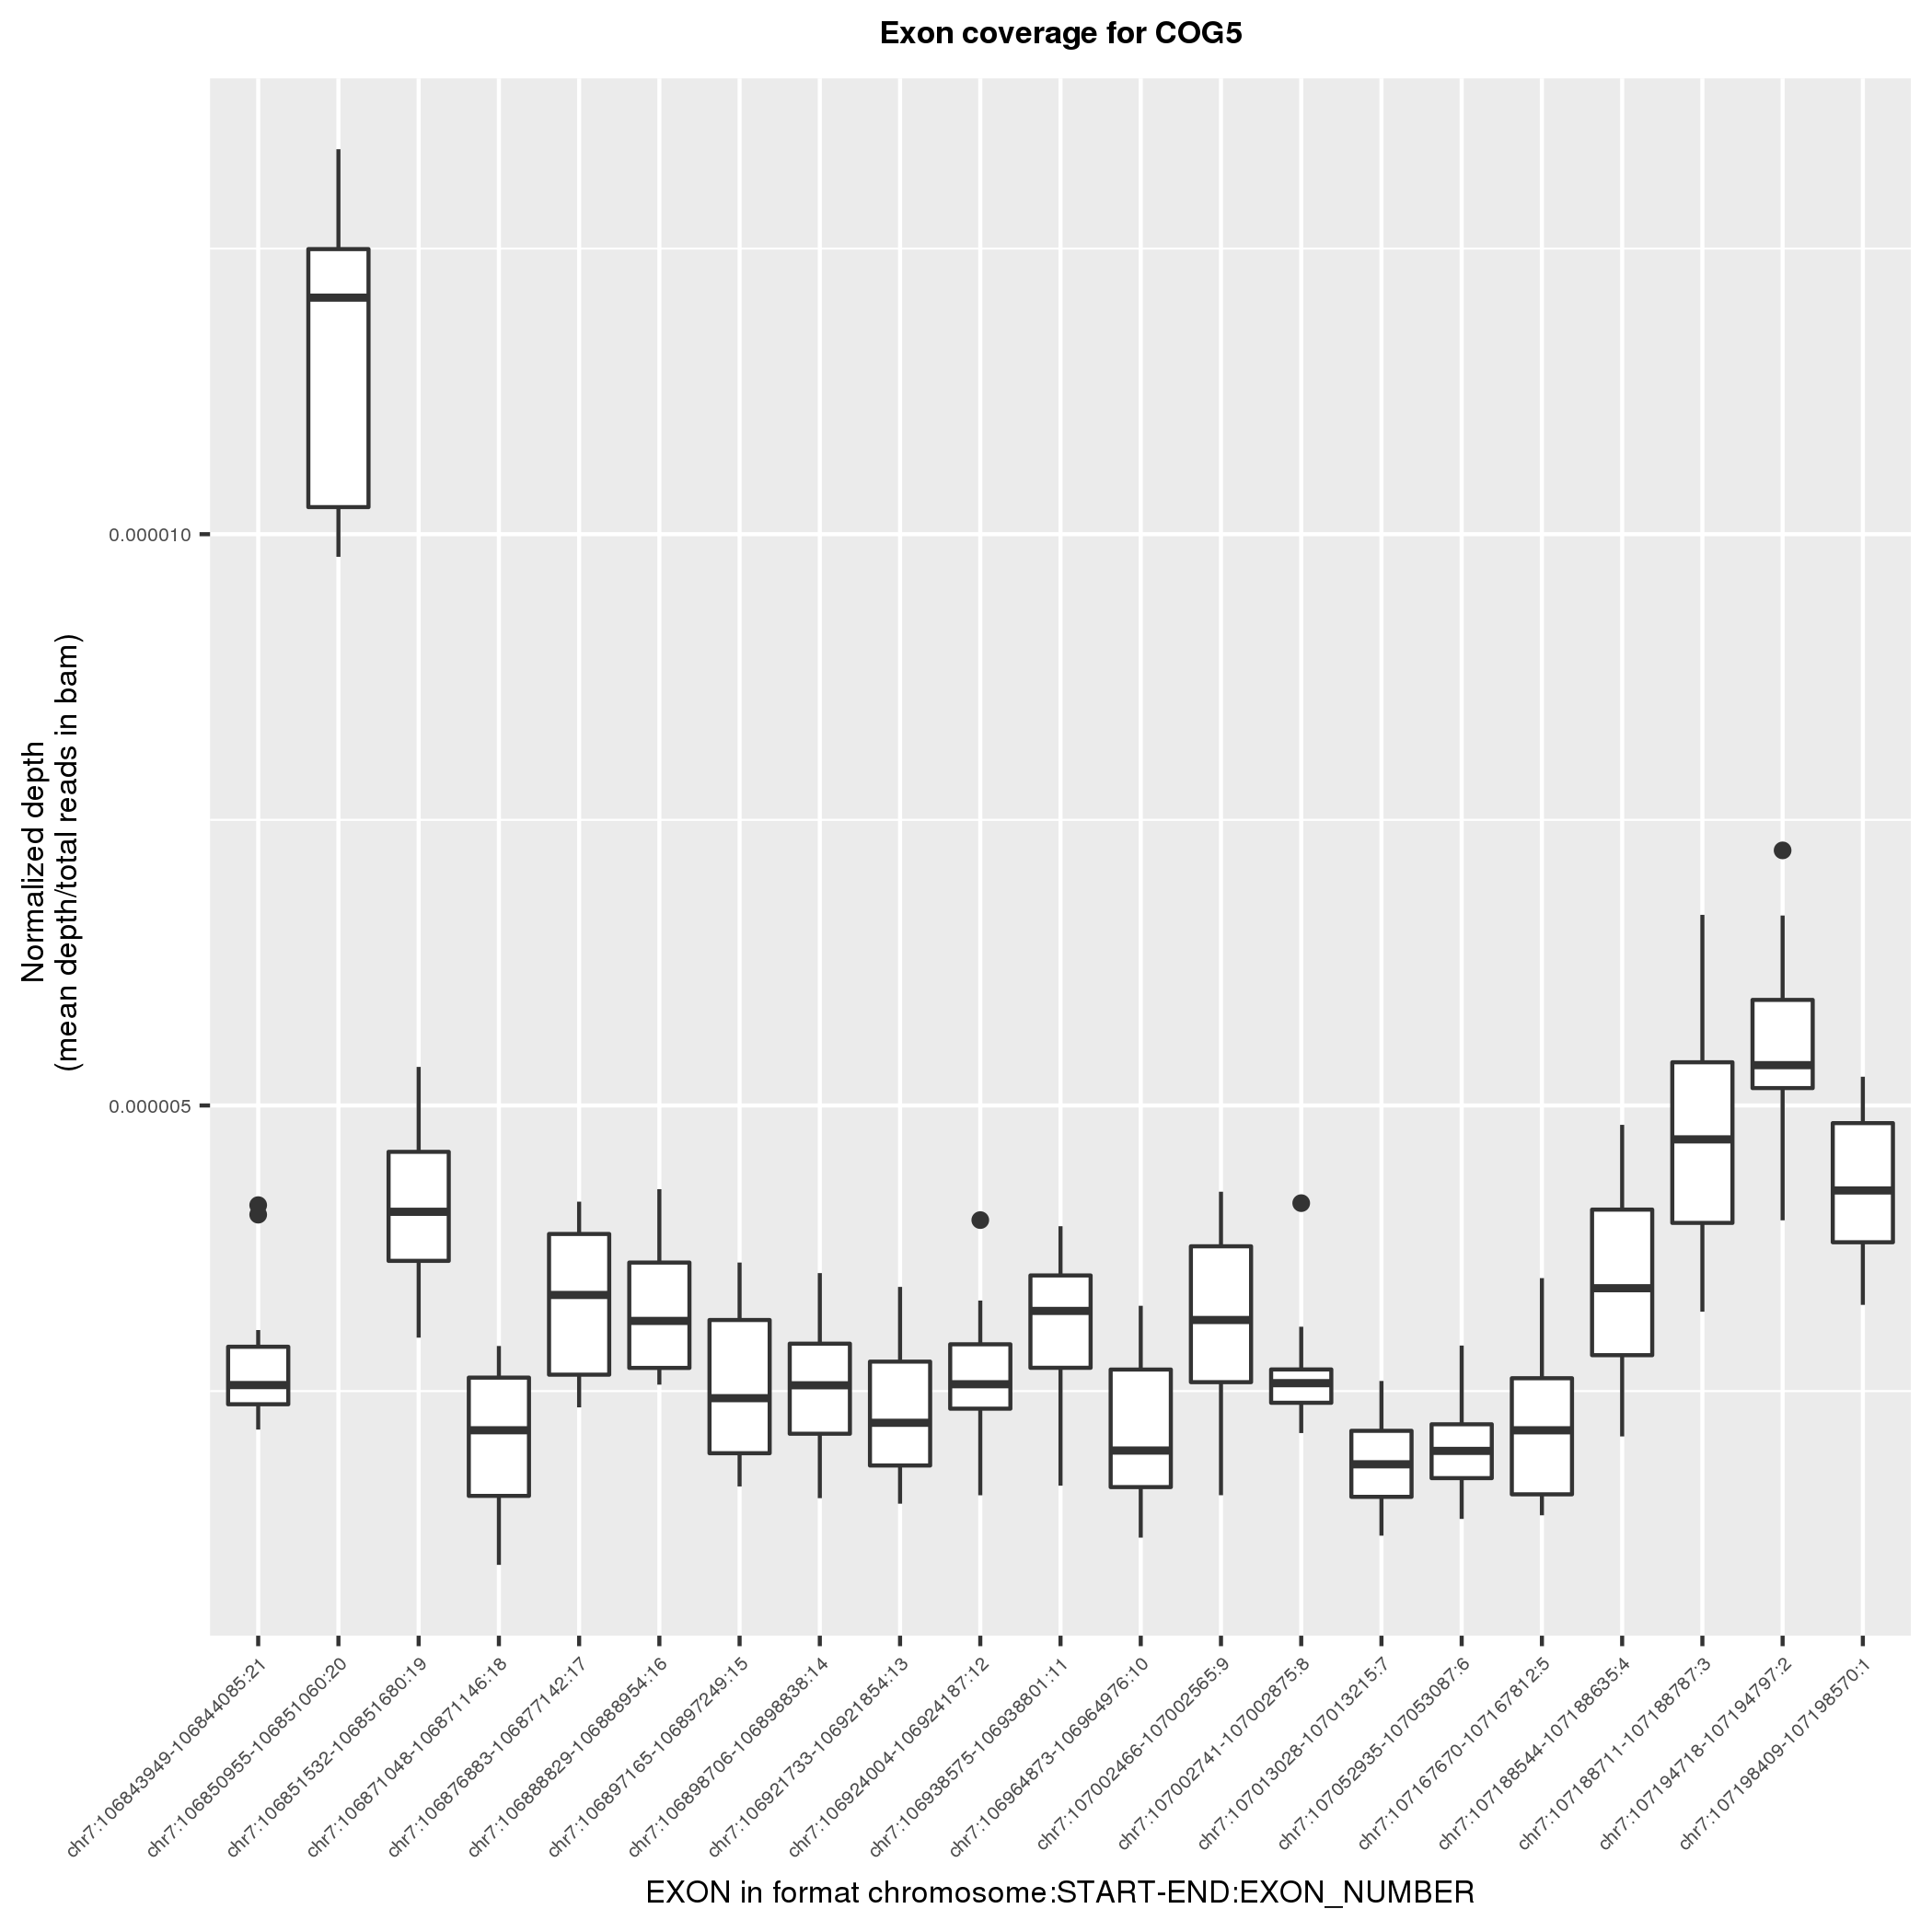 Exon coverage for COG5
Normalized depth
(mean depth/total reads in bam)
0.000010
0.000005
chr7:106843949-106844085:21
chr7:106850955-106851060:20
chr7:106851532-106851680:19
chr7:106871048-106871146:18
chr7:106876883-106877142:17
chr7:106888829-106888954:16
chr7:106897165-106897249:15
chr7:106898706-106898838:14
chr7:106921733-106921854:13
chr7:106924004-106924187:12
chr7:106938575-106938801:11
chr7:106964873-106964976:10
chr7:107002466-107002565:9
chr7:107002741-107002875:8
chr7:107013028-107013215:7
chr7:107052935-107053087:6
chr7:107167670-107167812:5
chr7:107188544-107188635:4
chr7:107188711-107188787:3
chr7:107194718-107194797:2
chr7:107198409-107198570:1
EXON in format chromosome:START-END:EXON_NUMBER